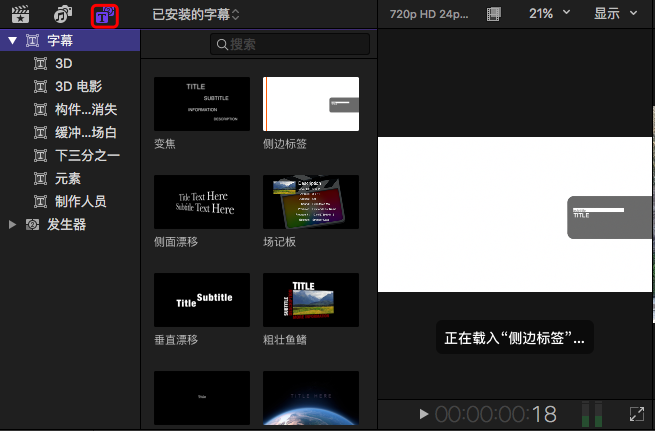 已安装的字幕
720p HD 24p...
21%
显示
字幕
搜索
3D
3D 电影
构件...消失
缓冲...场白
下三分之一
元素
制作人员
发生器
TITLE
SUBTITLE
INFORMATION
DESCRIPTION
变焦
侧边标签
Title Text Here
Subtitle Text Here
Description
侧面漂移
场记板
Title Subtitle
TITLE
SUBTITLE
垂直漂移
粗壮鱼鳍
Title
TITLE HERE
TITLE
正在载入“侧边标签”...
00:00:00:18